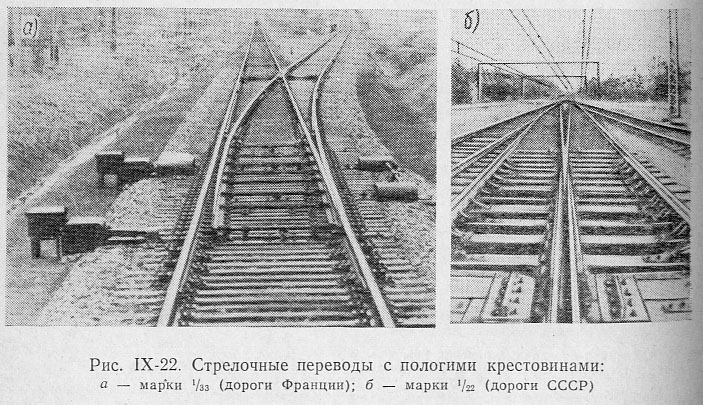 а)
б)
Рис. IX-22. Стрелочные переводы с пологими крестовинами:
а — марки 1/33 (дороги Франции); б — марки 1/22 (дороги СССР)